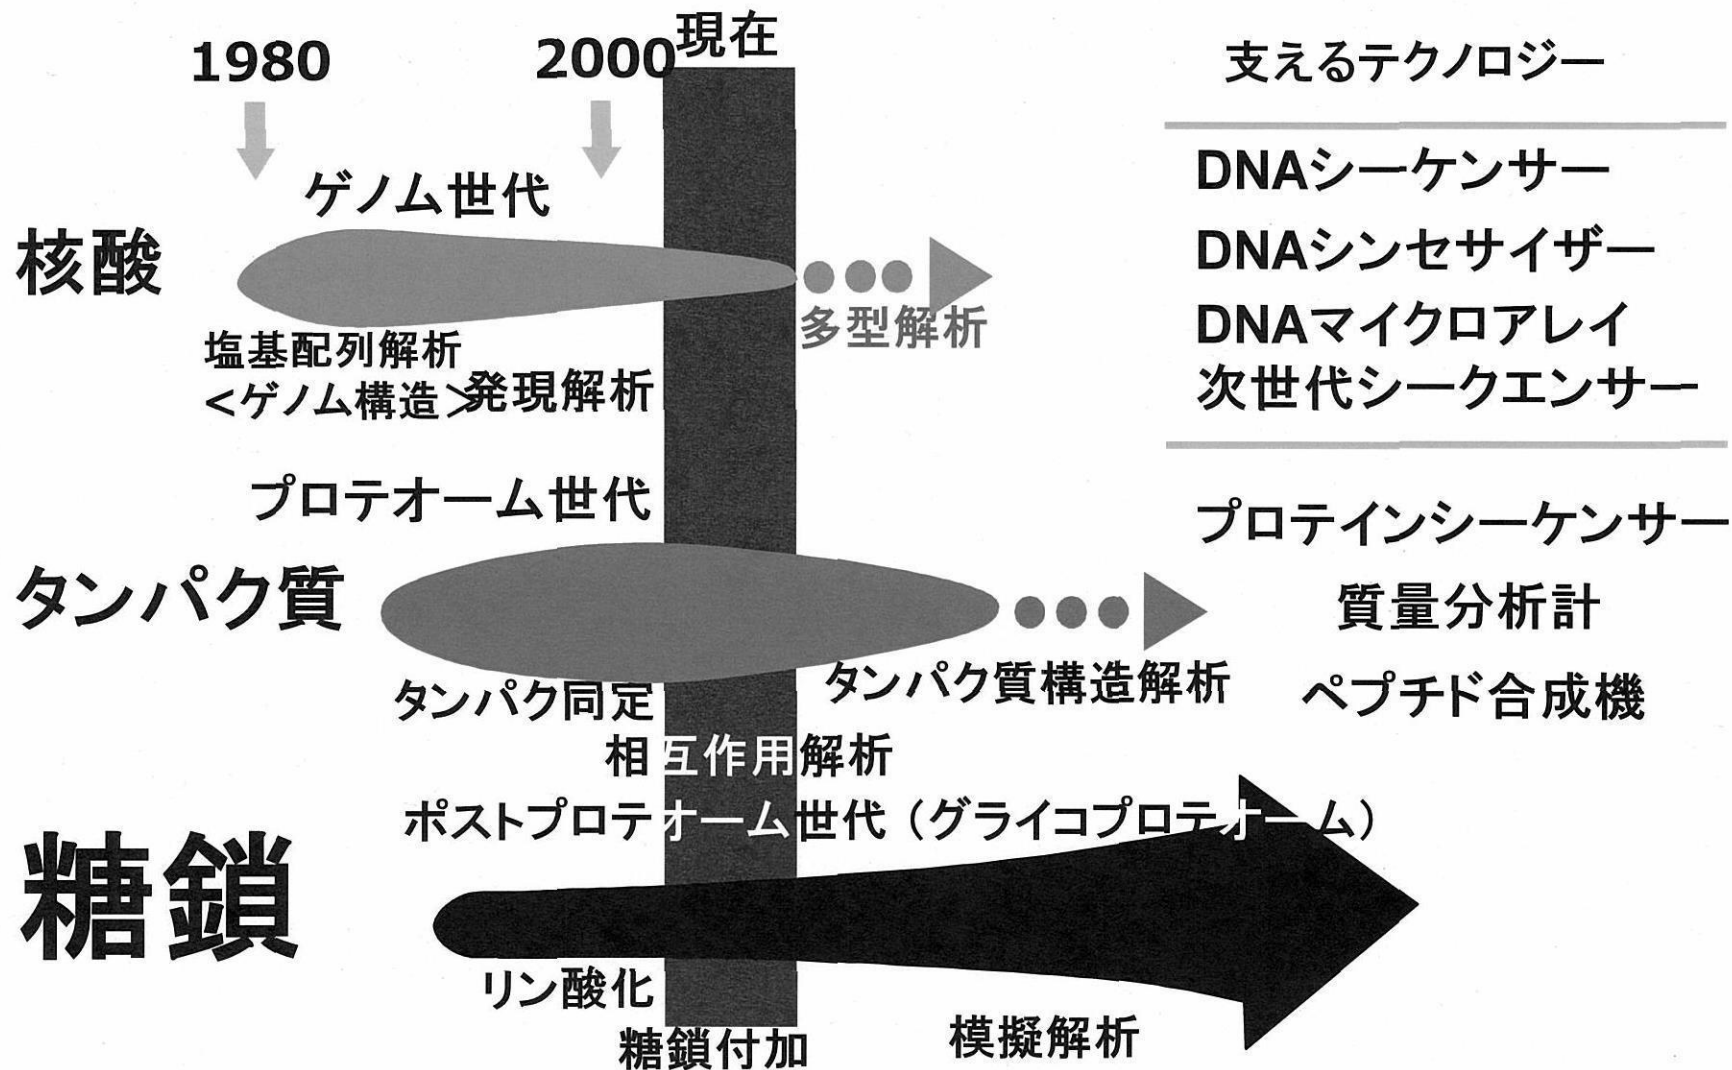 1980
2000
現在
支えるテクノロジー
ゲノム世代
核酸
塩基配列解析
<ゲノム構造>
発現解析
多型解析
DNAシーケンサー
DNAシンセサイザー
DNAマイクロアレイ
次世代シークエンサー
プロテオーム世代
タンパク質
タンパク同定
相互作用解析
タンパク質構造解析
プロテインシーケンサー
質量分析計
ペプチド合成機
ポストプロテオーム世代（グライコプロテオーム）
糖鎖
リン酸化
糖鎖付加
模擬解析